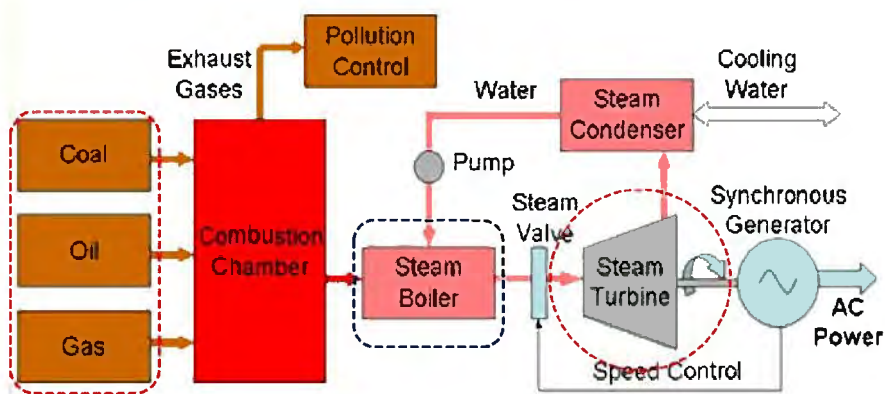 Pollution
Control
Exhaust
Gases
Cooling
Water
Water
Steam
Condenser
Coal
Pump
Synchronous
Generator
Steam
Valve
Oil
Combustion
Chamber
Steam
Boiler
Steam
Turbine
AC
Power
Gas
Speed Control